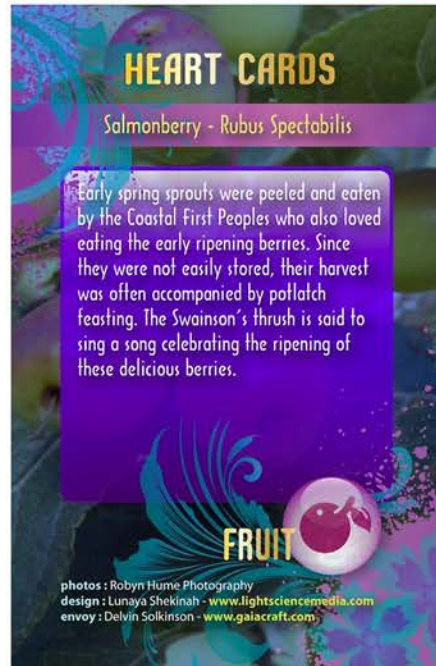 HEART CARDS
Salmonberry - Rubus Spectabilis
Early spring sprouts were peeled and eaten
by the Coastal First Peoples who also loved
eating the early ripening berries. Since
they were not easily stored, their harvest
was often accompanied by potlatch
feasting. The Swainson's thrush is said to
sing a song celebrating the ripening of
these delicious berries.
FRUIT
photos : Robyn Hume Photography
design : Lunaya Shekinah - www.lightsciencemedia.com
envoy : Delvin Solkinson - www.gaiacraft.com